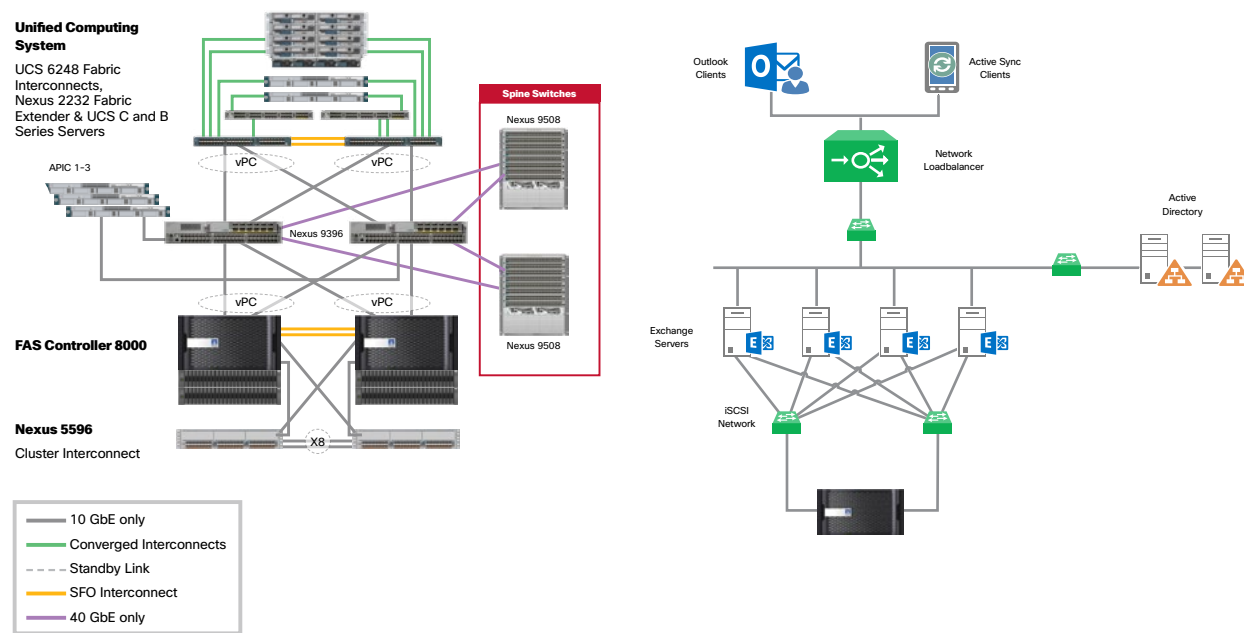 Unified Computing
System
UCS 6248 Fabric
Interconnects,
Nexus 2232 Fabric
Extender & UCS C and B
Series Servers
vPC
vPC
APIC 1–3
Nexus 9396
Spine Switches
Nexus 9508
Nexus 9508
vPC
vPC
FAS Controller 8000
Nexus 5596
Cluster Interconnect
X8
10 GbE only
Converged Interconnects
Standby Link
SFO Interconnect
40 GbE only
Outlook
Clients
Active Sync
Clients
Network
Loadbalancer
Active
Directory
Exchange
Servers
iSCSI
Network